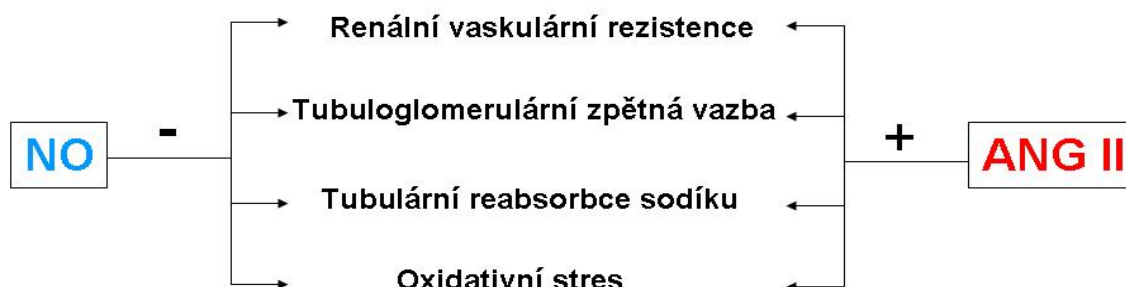 Renální vaskulární rezistence
Tubuloglomerulární zpětná vazba
NO
-
+
ANG II
Tubulární reabsorbce sodíku
Oxidativní stres